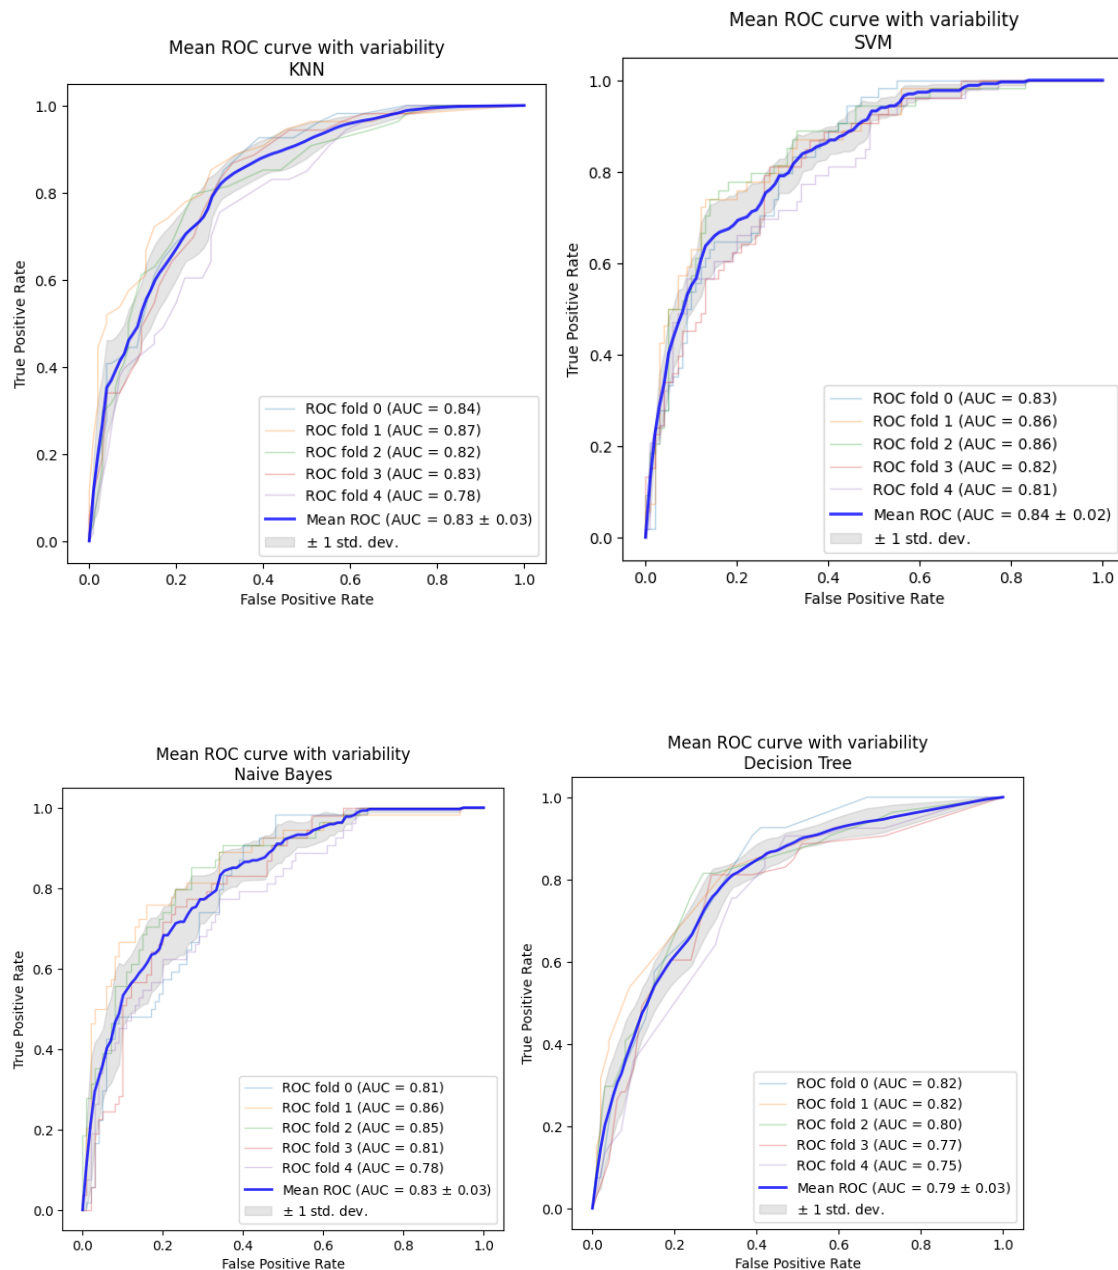 Mean ROC curve with variability
KNN
True Positive Rate
1.0
0.8
0.6
0.4
0.2
0.0
ROC fold 0 (AUC = 0.84)
ROC fold 1 (AUC = 0.87)
ROC fold 2 (AUC = 0.82)
ROC fold 3 (AUC = 0.83)
ROC fold 4 (AUC = 0.78)
Mean ROC (AUC = 0.83 ± 0.03)
± 1 std. dev.
0.0 0.2 0.4 0.6 0.8 1.0
False Positive Rate
Mean ROC curve with variability
SVM
True Positive Rate
1.0
0.8
0.6
0.4
0.2
0.0
ROC fold 0 (AUC = 0.83)
ROC fold 1 (AUC = 0.86)
ROC fold 2 (AUC = 0.86)
ROC fold 3 (AUC = 0.82)
ROC fold 4 (AUC = 0.81)
Mean ROC (AUC = 0.84 ± 0.02)
± 1 std. dev.
0.0 0.2 0.4 0.6 0.8 1.0
False Positive Rate
Mean ROC curve with variability
Naive Bayes
True Positive Rate
1.0
0.8
0.6
0.4
0.2
0.0
ROC fold 0 (AUC = 0.81)
ROC fold 1 (AUC = 0.86)
ROC fold 2 (AUC = 0.85)
ROC fold 3 (AUC = 0.81)
ROC fold 4 (AUC = 0.78)
Mean ROC (AUC = 0.83 ± 0.03)
± 1 std. dev.
0.0 0.2 0.4 0.6 0.8 1.0
False Positive Rate
Mean ROC curve with variability
Decision Tree
True Positive Rate
1.0
0.8
0.6
0.4
0.2
0.0
ROC fold 0 (AUC = 0.82)
ROC fold 1 (AUC = 0.82)
ROC fold 2 (AUC = 0.80)
ROC fold 3 (AUC = 0.77)
ROC fold 4 (AUC = 0.75)
Mean ROC (AUC = 0.79 ± 0.03)
± 1 std. dev.
0.0 0.2 0.4 0.6 0.8 1.0
False Positive Rate